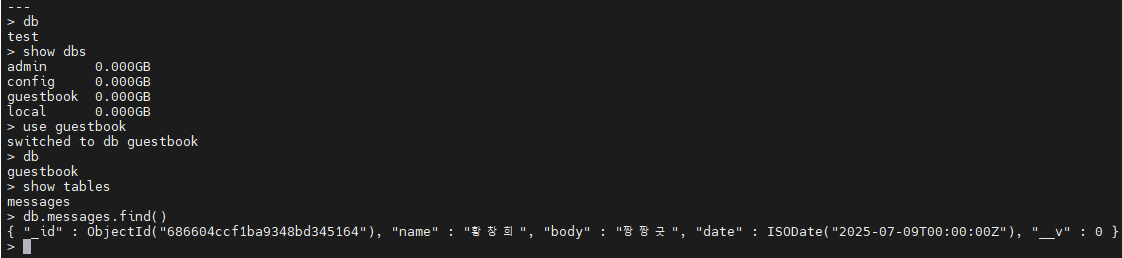 ---
> db
test
> show dbs
admin      0.000GB
config     0.000GB
guestbook  0.000GB
local      0.000GB
> use guestbook
switched to db guestbook
> db
guestbook
> show tables
messages
> db.messages.find()
{ "_id" : ObjectId("686604ccf1ba9348bd345164"), "name" : "황창희", "body" : "짱짱굿", "date" : ISODate("2025-07-09T00:00:00Z"), "__v" : 0 }
>